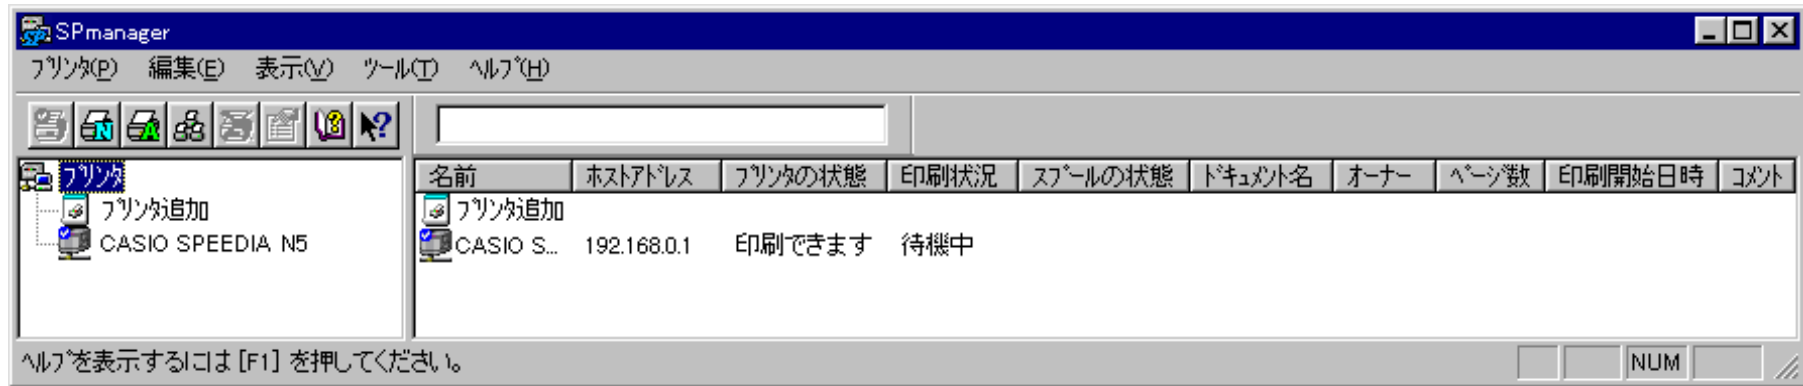 SPmanager
ﾌﾟﾘﾝﾀ(P) 編集(E) 表示(V) ﾂｰﾙ(T) ﾍﾙﾌﾟ(H)
ﾌﾟﾘﾝﾀ
ﾌﾟﾘﾝﾀ追加
CASIO SPEEDIA N5
名前 ﾎｽﾄｱﾄﾞﾚｽ ﾌﾟﾘﾝﾀの状態 印刷状況 ｽﾌﾟｰﾙの状態 ﾄﾞｷｭﾒﾝﾄ名 ｵｰﾅｰ ﾍﾟｰｼﾞ数 印刷開始日時 ｺﾒﾝﾄ
ﾌﾟﾘﾝﾀ追加
CASIO S... 192.168.0.1 印刷できます 待機中
ﾍﾙﾌﾟを表示するには [F1] を押してください。 NUM